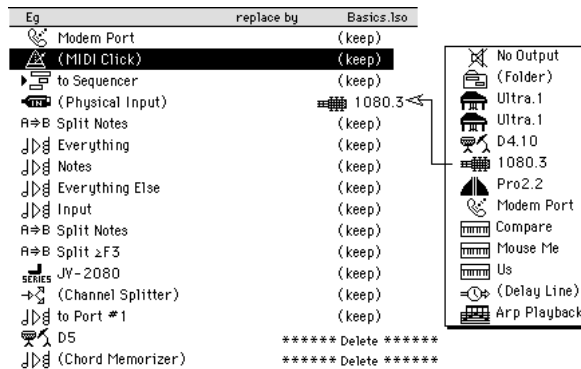 Eg replace by Basics.lso
Modem Port (keep)
(MIDI Click) (keep)
to Sequencer (keep)
IN (Physical Input) 1080.3
A⇒B Split Notes (keep)
Everything (keep)
Notes (keep)
Everything Else (keep)
Input (keep)
A⇒B Split Notes (keep)
A⇒B Split ≥F3 (keep)
SERIES JV-2080 (keep)
(Channel Splitter) (keep)
to Port #1 (keep)
D5 ****** Delete ******
(Chord Memorizer) ****** Delete ******
No Output
(Folder)
Ultra.1
Ultra.1
D4.10
1080.3
Pro2.2
Modem Port
Compare
Mouse Me
Us
(Delay Line)
Arp Playback